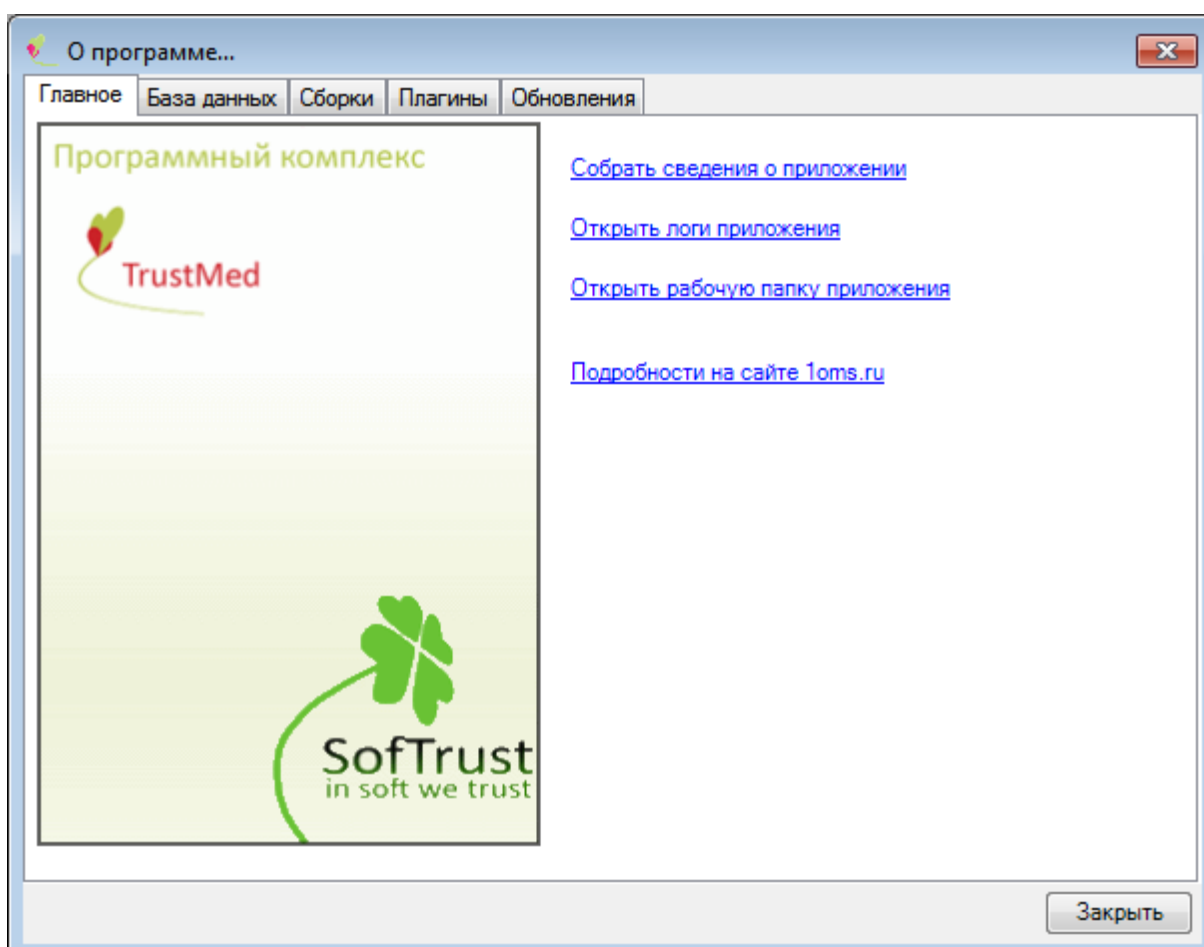 О программе...
Главное База данных Сборки Плагины Обновления
Программный комплекс
TrustMed
SofTrust
in soft we trust
Собрать сведения о приложении
Открыть логи приложения
Открыть рабочую папку приложения
Подробности на сайте 1oms.ru
Закрыть